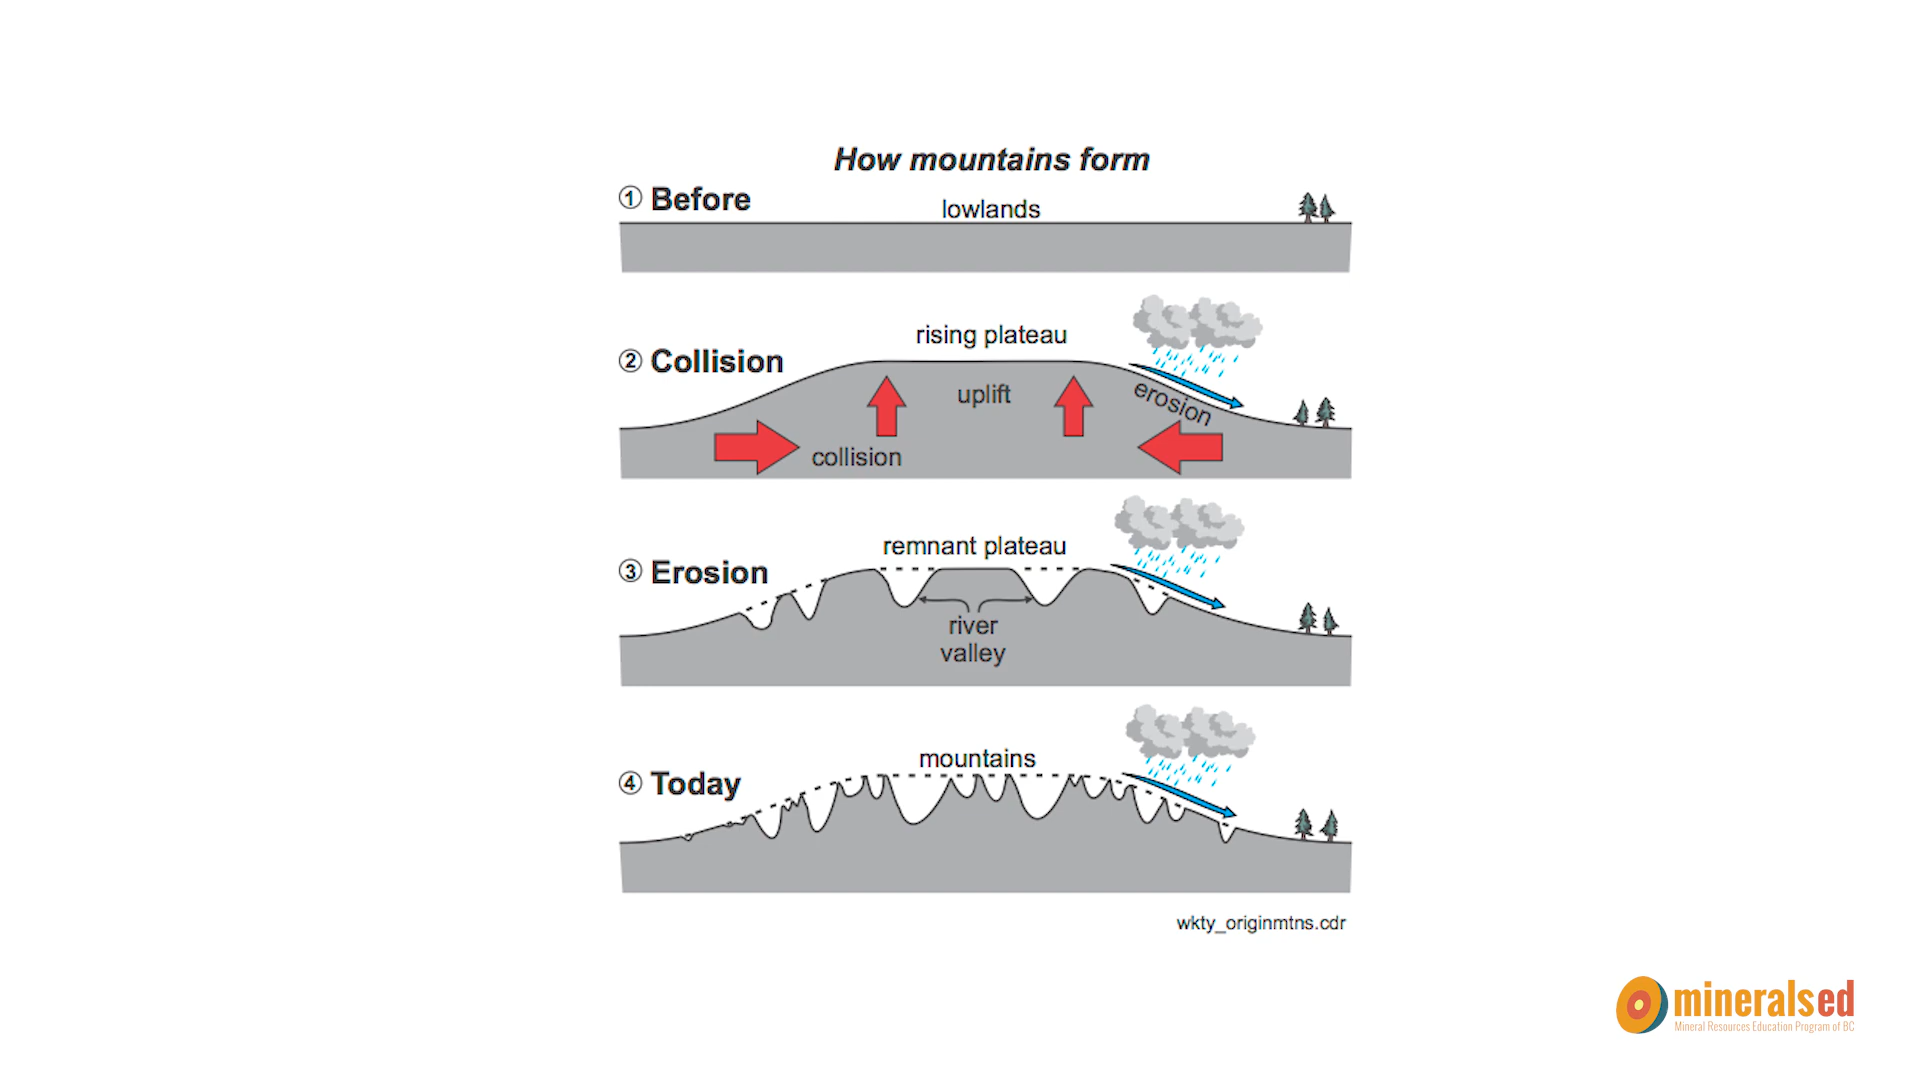 How mountains form
① Before
lowlands
rising plateau
② Collision
uplift
erosion
collision
remnant plateau
③ Erosion
river
valley
mountains
④ Today
wkty_originmtns.cdr
mineralsed
Mineral Resources Education Program of BC